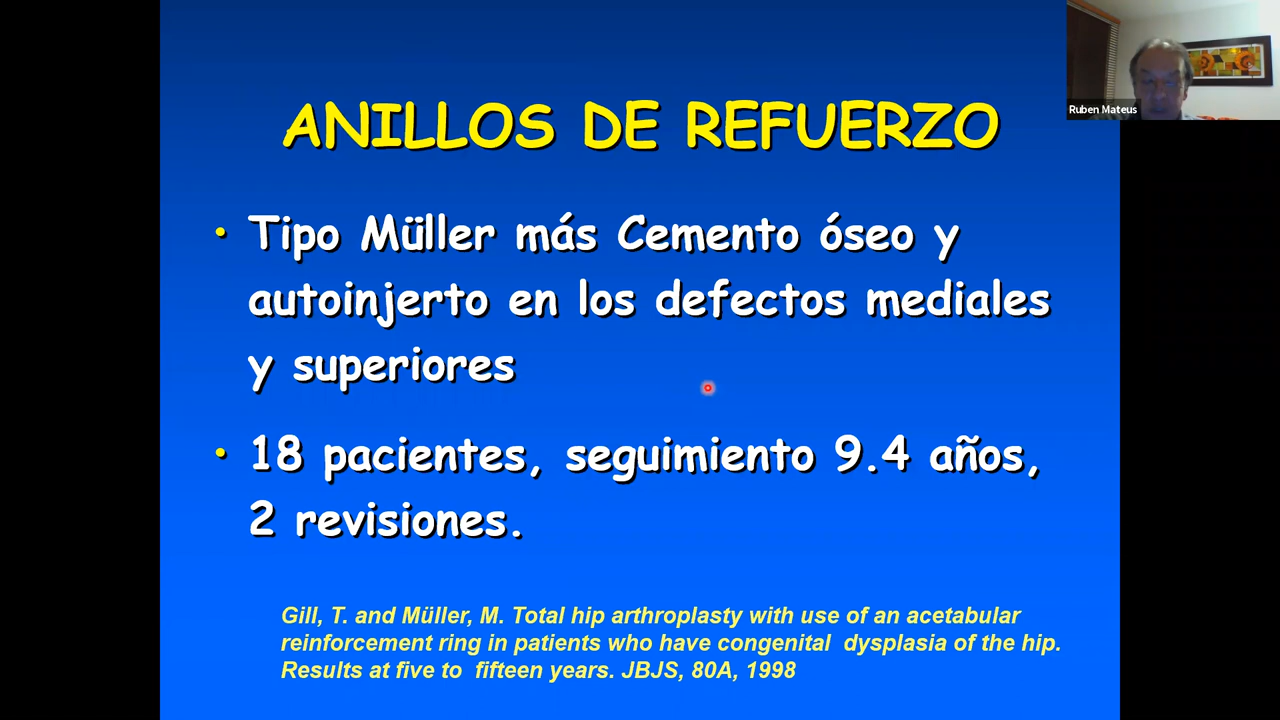 Ruben Mateus
ANILLOS DE REFUERZO
• Tipo Müller más Cemento óseo y
autoinjerto en los defectos mediales
y superiores
• 18 pacientes, seguimiento 9.4 años,
2 revisiones.
Gill, T. and Müller, M. Total hip arthroplasty with use of an acetabular
reinforcement ring in patients who have congenital dysplasia of the hip.
Results at five to fifteen years. JBJS, 80A, 1998